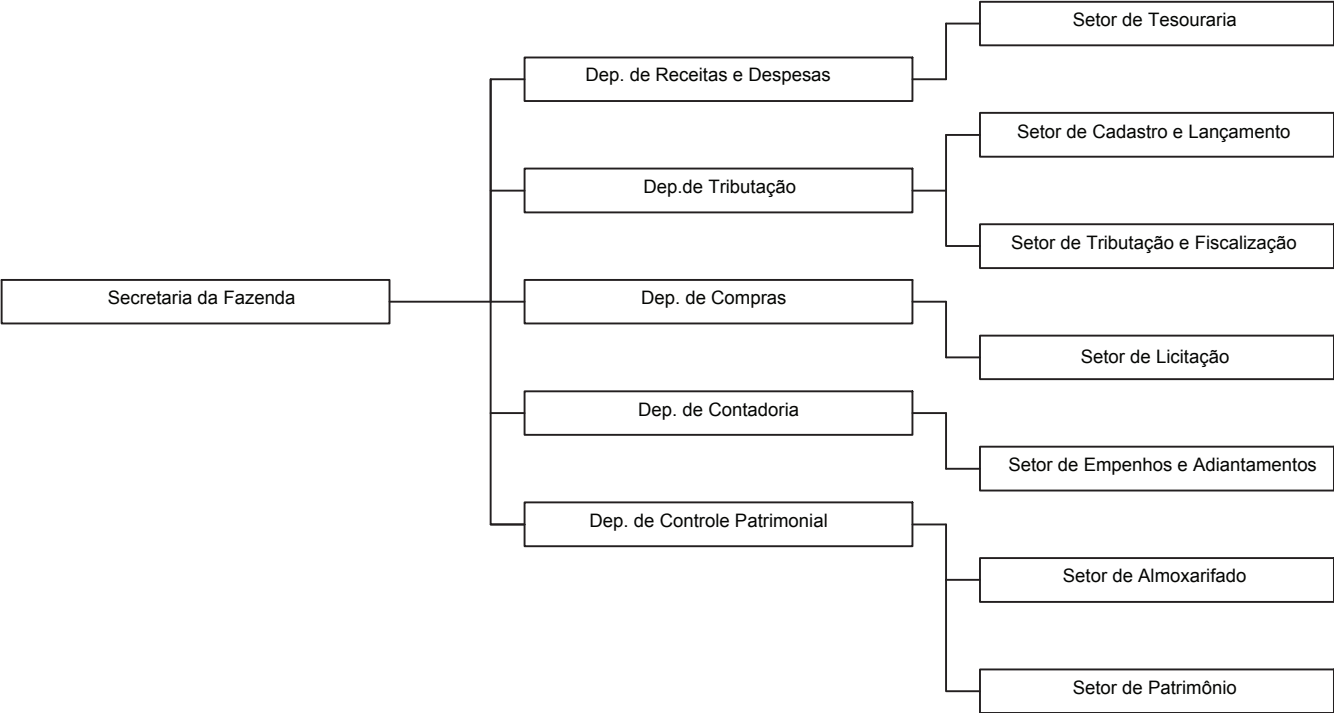 Setor de Tesouraria
Dep. de Receitas e Despesas
Setor de Cadastro e Lançamento
Dep.de Tributação
Setor de Tributação e Fiscalização
Secretaria da Fazenda
Dep. de Compras
Setor de Licitação
Dep. de Contadoria
Setor de Empenhos e Adiantamentos
Dep. de Controle Patrimonial
Setor de Almoxarifado
Setor de Patrimônio